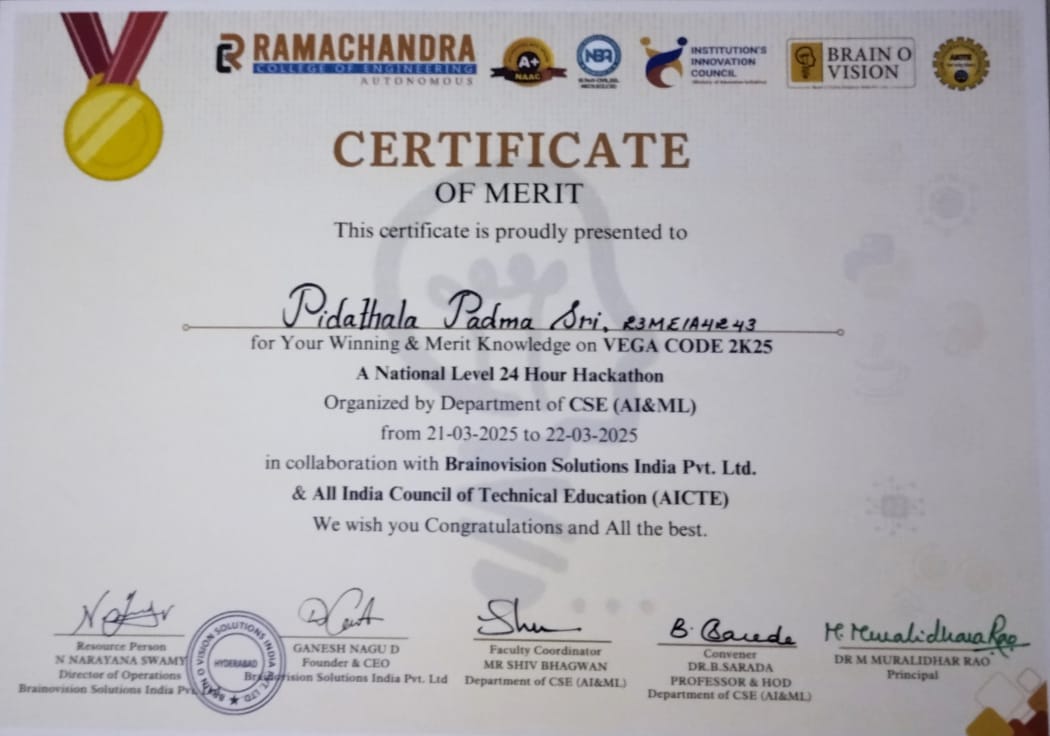 RAMACHANDRA
COLLEGE OF ENGINEERING
AUTONOMOUS
A+
NAAC
NBA
INSTITUTION'S
INNOVATION
COUNCIL
BRAIN O
VISION
CERTIFICATE
OF MERIT
This certificate is proudly presented to
Pidathala Padma Sri. 23ME1A4243
for Your Winning & Merit Knowledge on VEGA CODE 2K25
A National Level 24 Hour Hackathon
Organized by Department of CSE (AI&ML)
from 21-03-2025 to 22-03-2025
in collaboration with Brainovision Solutions India Pvt. Ltd.
& All India Council of Technical Education (AICTE)
We wish you Congratulations and All the best.
Resource Person
N NARAYANA SWAMY
Director of Operations
Brainovision Solutions India Pvt. Ltd
BRAIN O VISION SOLUTIONS INDIA PVT. LTD
HYDERABAD
GANESH NAGU D
Founder & CEO
Brainovision Solutions India Pvt. Ltd
Faculty Coordinator
MR SHIV BHAGWAN
Department of CSE (AI&ML)
B. Sarada
Convener
DR.B.SARADA
PROFESSOR & HOD
Department of CSE (AI&ML)
M. Muralidhara Rao
DR M MURALIDHAR RAO
Principal